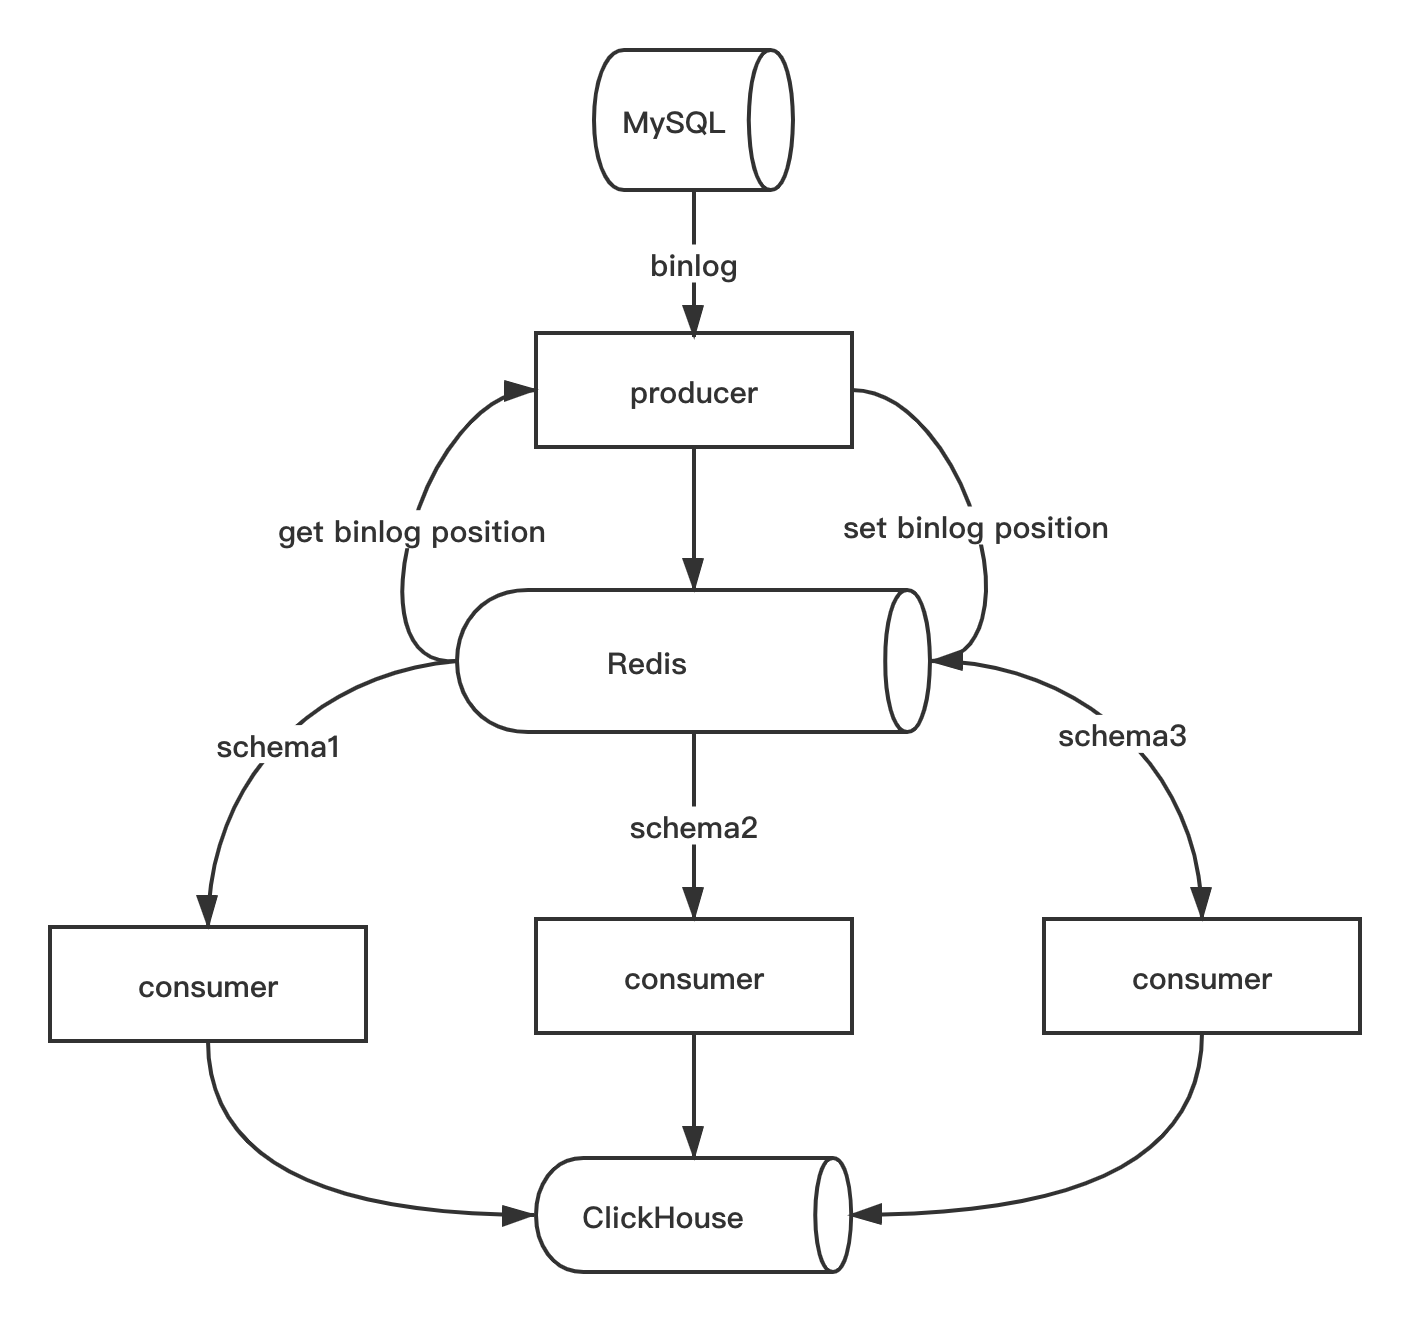 MySQL
binlog
producer
get binlog position
set binlog position
Redis
schema1
schema3
schema2
consumer
consumer
consumer
ClickHouse